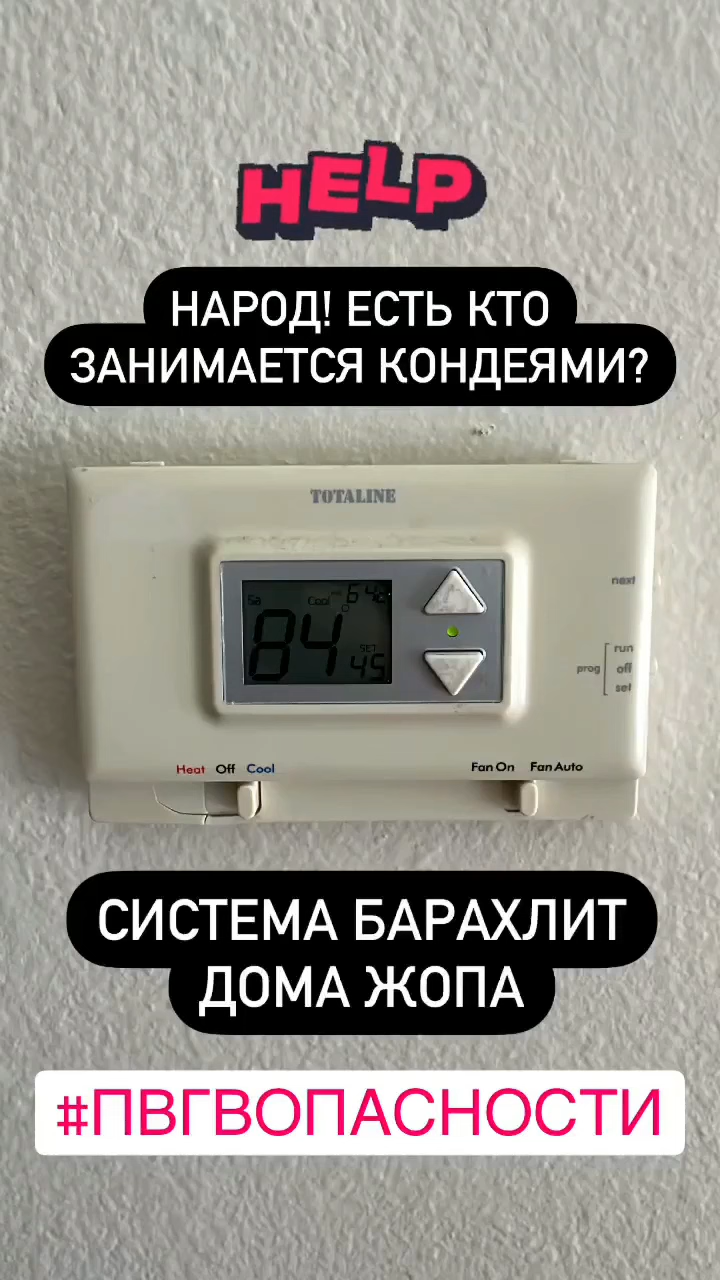 HELP
НАРОД! ЕСТЬ КТО
ЗАНИМАЕТСЯ КОНДЕЯМИ?
TOTALINE
next
Sa Cool
84
SET
45
run
prog off
set
Heat Off Cool
Fan On Fan Auto
СИСТЕМА БАРАХЛИТ
ДОМА ЖОПА
#ПВГВОПАСНОСТИ